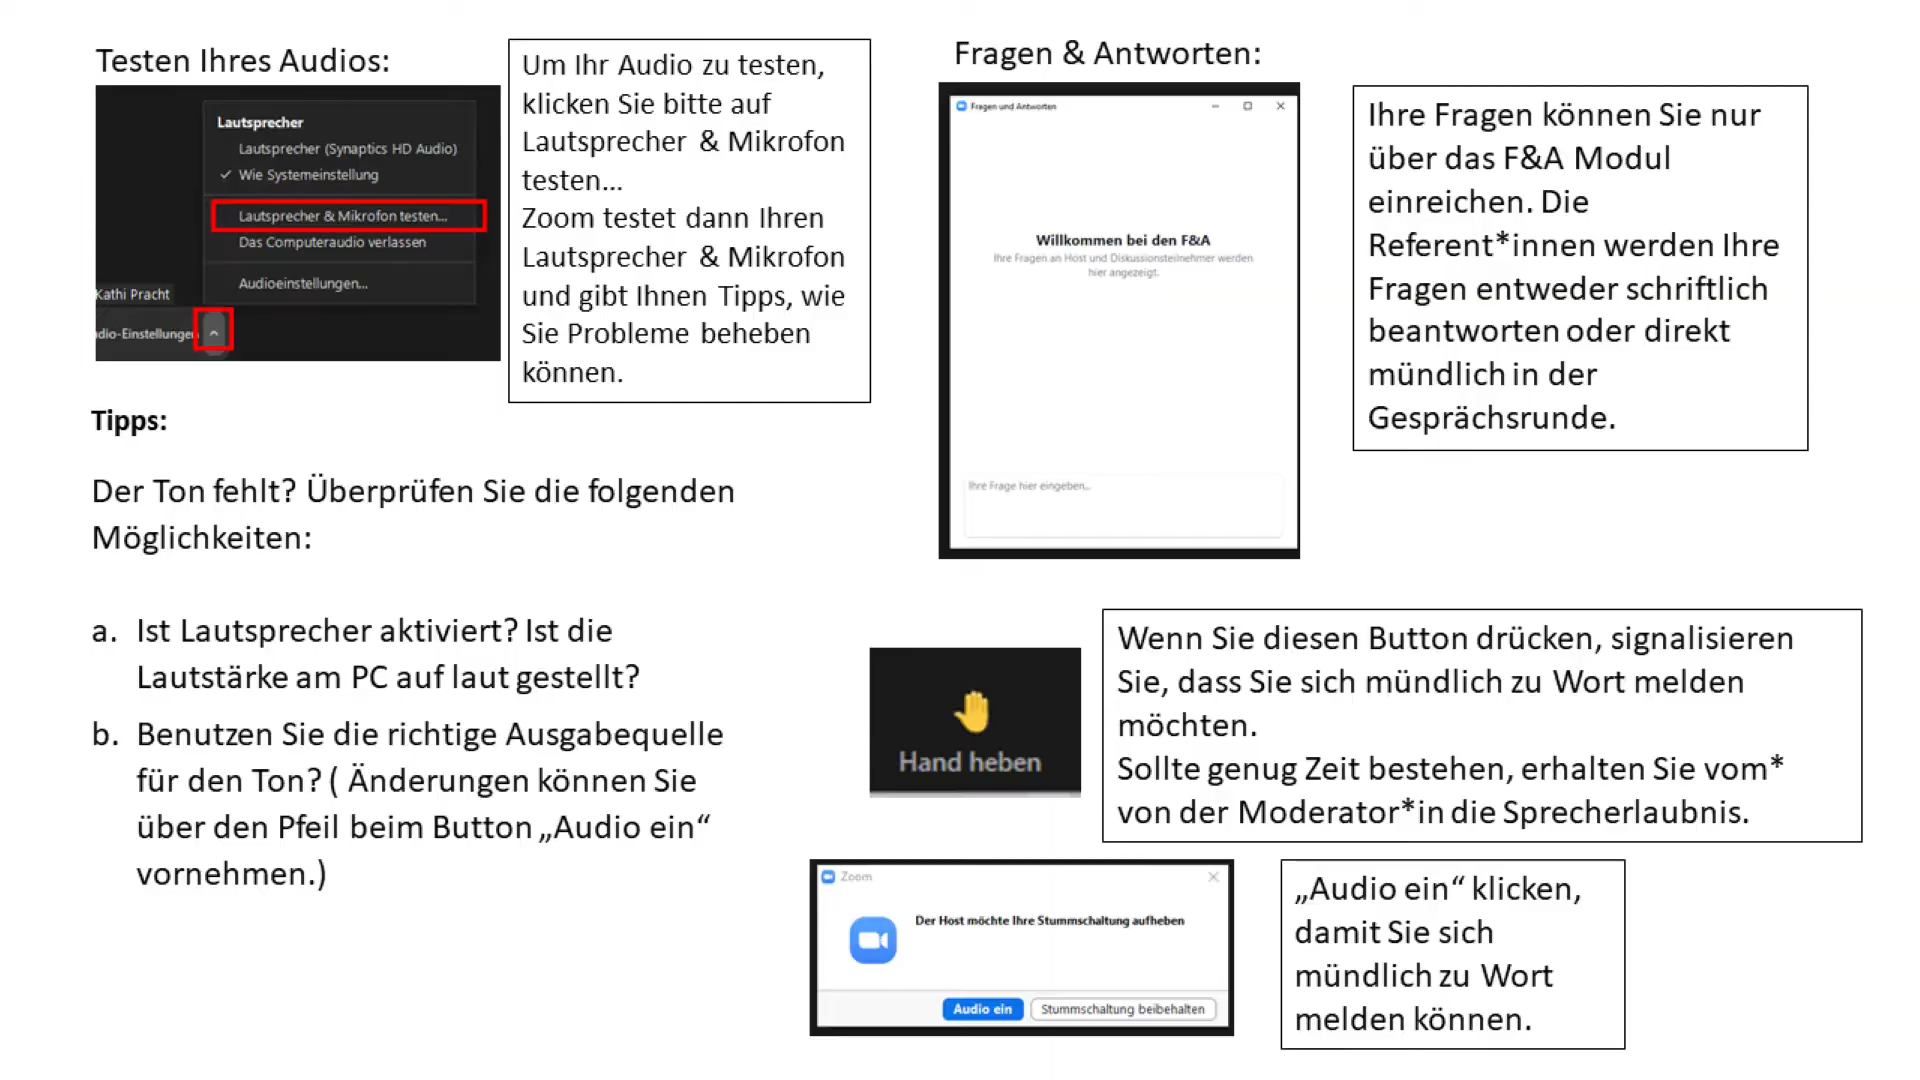 Testen Ihres Audios:
Lautsprecher
Lautsprecher (Synaptics HD Audio)
✓ Wie Systemeinstellung
Lautsprecher & Mikrofon testen...
Das Computeraudio verlassen
Audioeinstellungen...
Kathi Pracht
dio-Einstellungen
Um Ihr Audio zu testen,
klicken Sie bitte auf
Lautsprecher & Mikrofon
testen...
Zoom testet dann Ihren
Lautsprecher & Mikrofon
und gibt Ihnen Tipps, wie
Sie Probleme beheben
können.
Tipps:
Der Ton fehlt? Überprüfen Sie die folgenden
Möglichkeiten:
a. Ist Lautsprecher aktiviert? Ist die
Lautstärke am PC auf laut gestellt?
b. Benutzen Sie die richtige Ausgabequelle
für den Ton? ( Änderungen können Sie
über den Pfeil beim Button „Audio ein“
vornehmen.)
Fragen & Antworten:
Fragen und Antworten
Willkommen bei den F&A
Ihre Fragen an Host und Diskussionsteilnehmer werden
hier angezeigt.
Ihre Frage hier eingeben...
Ihre Fragen können Sie nur
über das F&A Modul
einreichen. Die
Referent*innen werden Ihre
Fragen entweder schriftlich
beantworten oder direkt
mündlich in der
Gesprächsrunde.
Hand heben
Wenn Sie diesen Button drücken, signalisieren
Sie, dass Sie sich mündlich zu Wort melden
möchten.
Sollte genug Zeit bestehen, erhalten Sie vom*
von der Moderator*in die Sprecherlaubnis.
Zoom
Der Host möchte Ihre Stummschaltung aufheben
Audio ein
Stummschaltung beibehalten
„Audio ein“ klicken,
damit Sie sich
mündlich zu Wort
melden können.